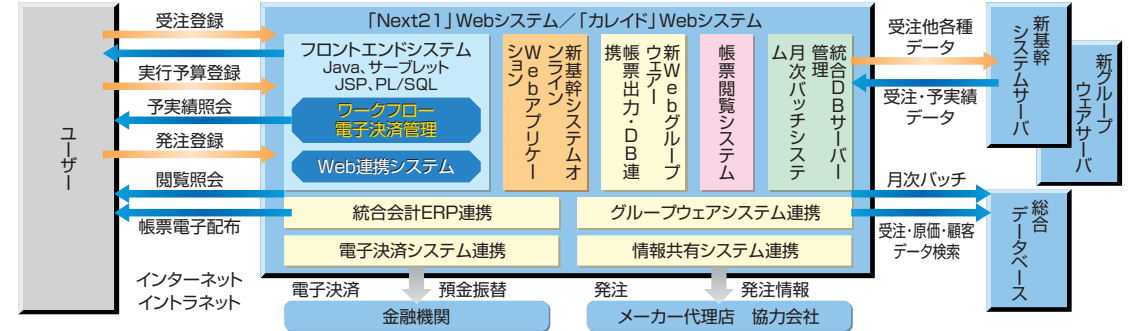 「Next21」Webシステム／「カレイド」Webシステム
ユーザー
受注登録
実行予算登録
予実績照会
発注登録
閲覧照会
帳票電子配布
インターネット
イントラネット
フロントエンドシステム
Java、サーブレット
JSP、PL/SQL
ワークフロー
電子決済管理
Web連携システム
新基幹システムオ
ンライン
Webアプリケー
ション
新Webグループ
ウェアー
帳票出力・DB連
携
帳票閲覧システム
統合DBサーバー
管理
月次バッチシステ
ム
統合会計ERP連携
グループウェアシステム連携
電子決済システム連携
情報共有システム連携
電子決済
預金振替
発注
発注情報
金融機関
メーカー代理店　協力会社
受注他各種
データ
受注・予実績
データ
月次バッチ
受注・原価・顧客
データ検索
新基幹
システムサーバ
新グループ
ウェアサーバ
総合
データベース